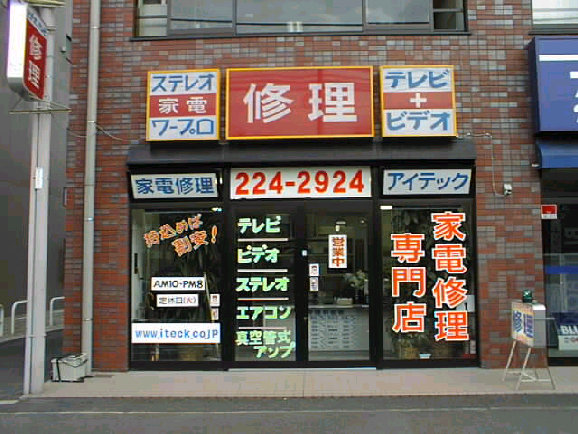 修理
ステレオ
家電
ワープロ
修理
テレビ
+
ビデオ
家電修理
224-2924
アイテック
持込めば
割安!
テレビ
ビデオ
ステレオ
エアコン
真空管式
アンプ
営業中
AM10-PM8
定休日(火)
www.iteck.co.jp
家電修理
専門店
修理